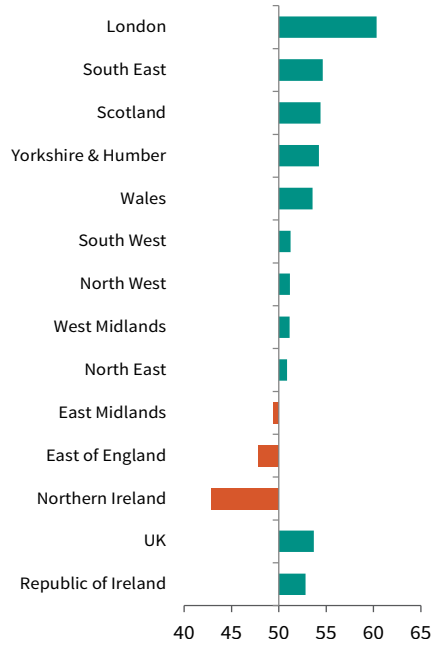 London
South East
Scotland
Yorkshire & Humber
Wales
South West
North West
West Midlands
North East
East Midlands
East of England
Northern Ireland
UK
Republic of Ireland
40 45 50 55 60 65